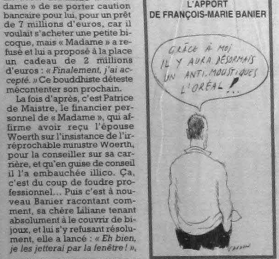 dame » de se porter caution
bancaire pour lui, pour un prêt
de 7 millions d'euros, car il
voulait s'acheter une petite bi-
coque, mais « Madame » a re-
fusé et lui a proposé à la place
un cadeau de 2 millions
d'euros : « Finalement, j'ai ac-
cepté. » Ce bouddhiste déteste
mécontenter son prochain.
La fois d'après, c'est Patrice
de Maistre, le financier per-
sonnel de « Madame », qui af-
firme avoir reçu l'épouse
Woerth sur l'insistance de l'ir-
réprochable ministre Woerth,
pour la conseiller sur sa car-
rière, et qu'en guise de conseil
il l'a embauchée illico. Ça,
c'est du coup de foudre pro-
fessionnel... Puis c'est à nou-
veau Banier racontant com-
ment, sa chère Liliane tenant
absolument à le couvrir de bi-
joux, et lui s'y refusant résolu-
ment, elle a lancé : « Eh bien,
je les jetterai par la fenêtre ! »,
L'APPORT
DE FRANÇOIS-MARIE BANIER
GRÂCE À MOI
IL Y AURA DÉSORMAIS
UN ANTI-MOUSTIQUES
L'ORÉAL !